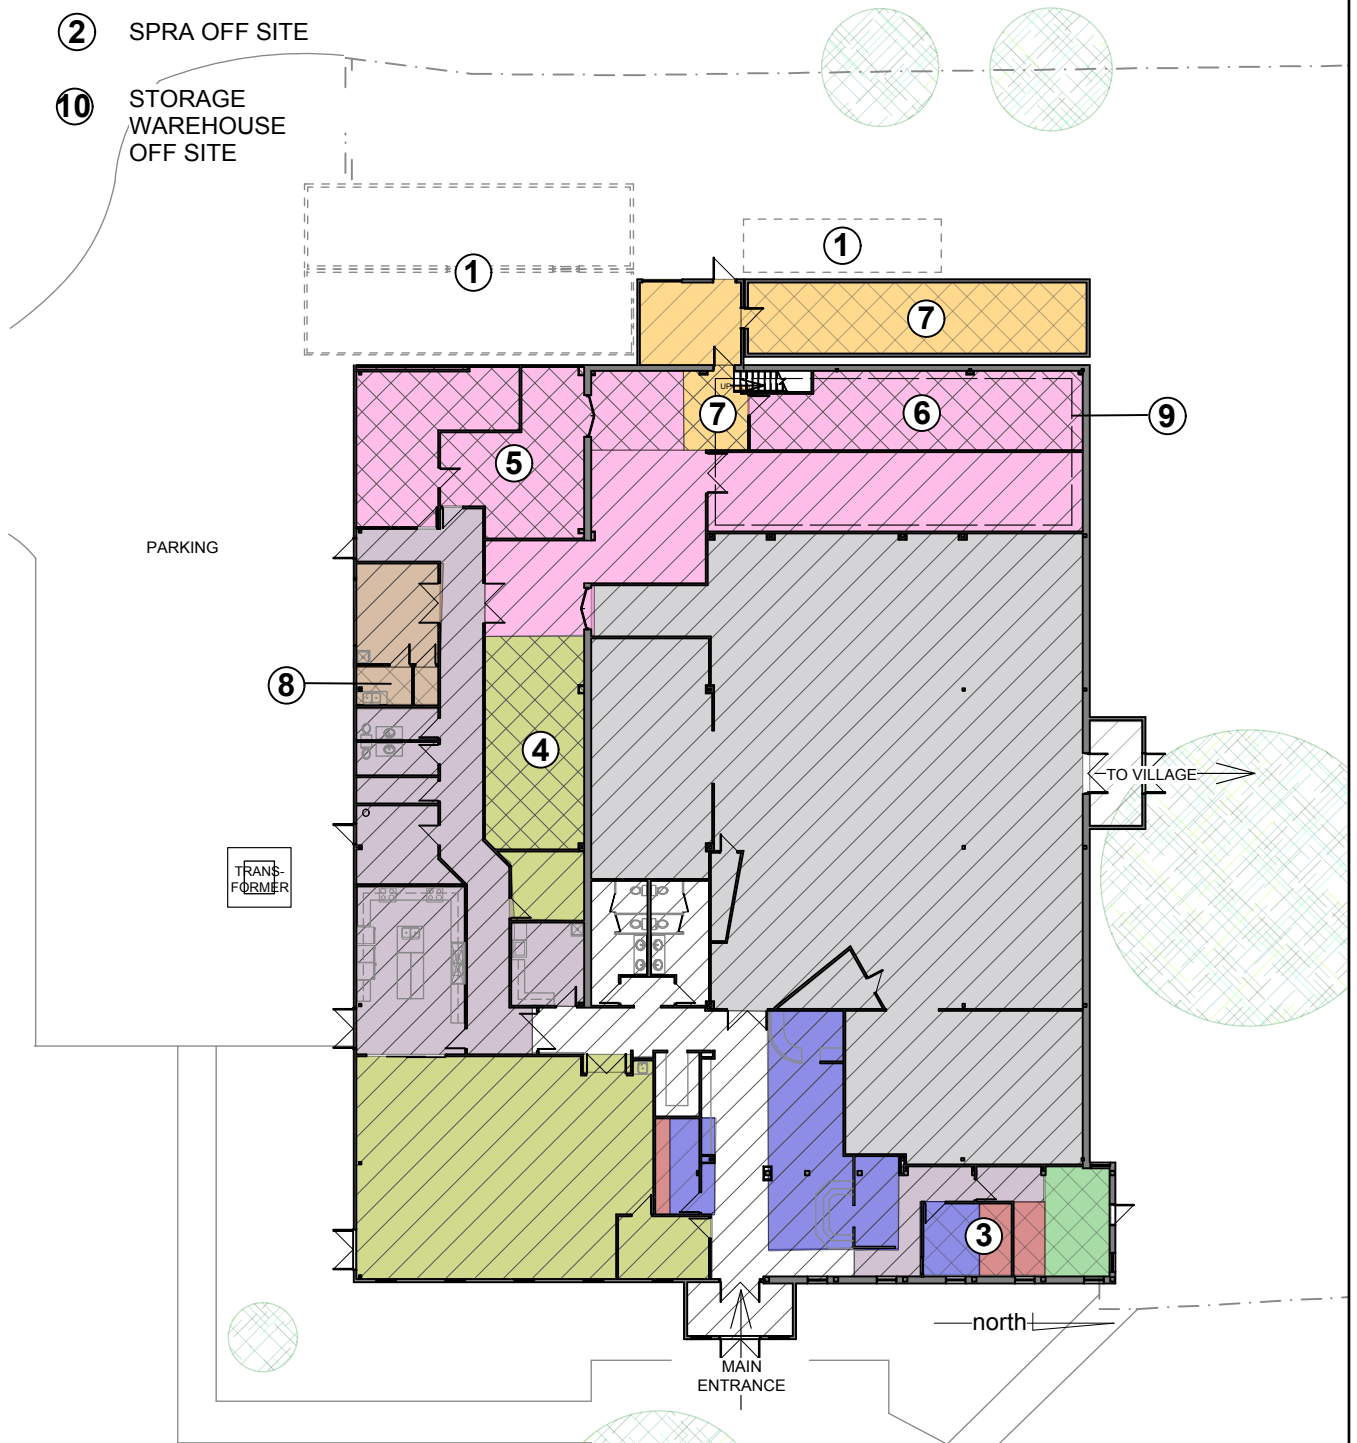 2 SPRA OFF SITE
10 STORAGE
WAREHOUSE
OFF SITE
1
1
7
UP
7
6
9
5
PARKING
8
4
TO VILLAGE
TRANS-
FORMER
3
north
MAIN
ENTRANCE